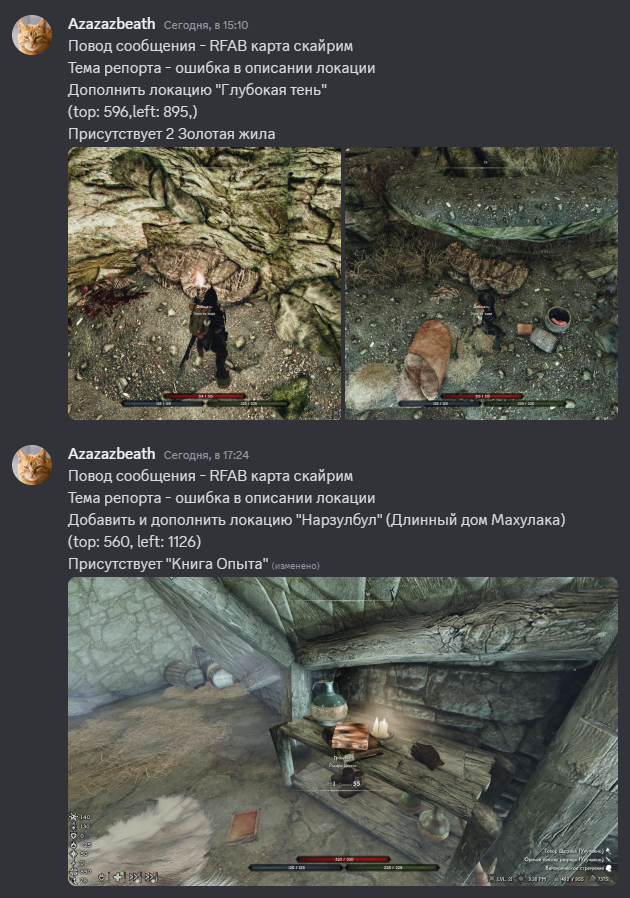 Azazazbeath Сегодня, в 15:10
Повод сообщения - RFAB карта скайрим
Тема репорта - ошибка в описании локации
Дополнить локацию "Глубокая тень"
(top: 596,left: 895,)
Присутствует 2 Золотая жила
Azazazbeath Сегодня, в 17:24
Повод сообщения - RFAB карта скайрим
Тема репорта - ошибка в описании локации
Добавить и дополнить локацию "Нарзулбул" (Длинный дом Махулака)
(top: 560, left: 1126)
Присутствует "Книга Опыта" (изменено)